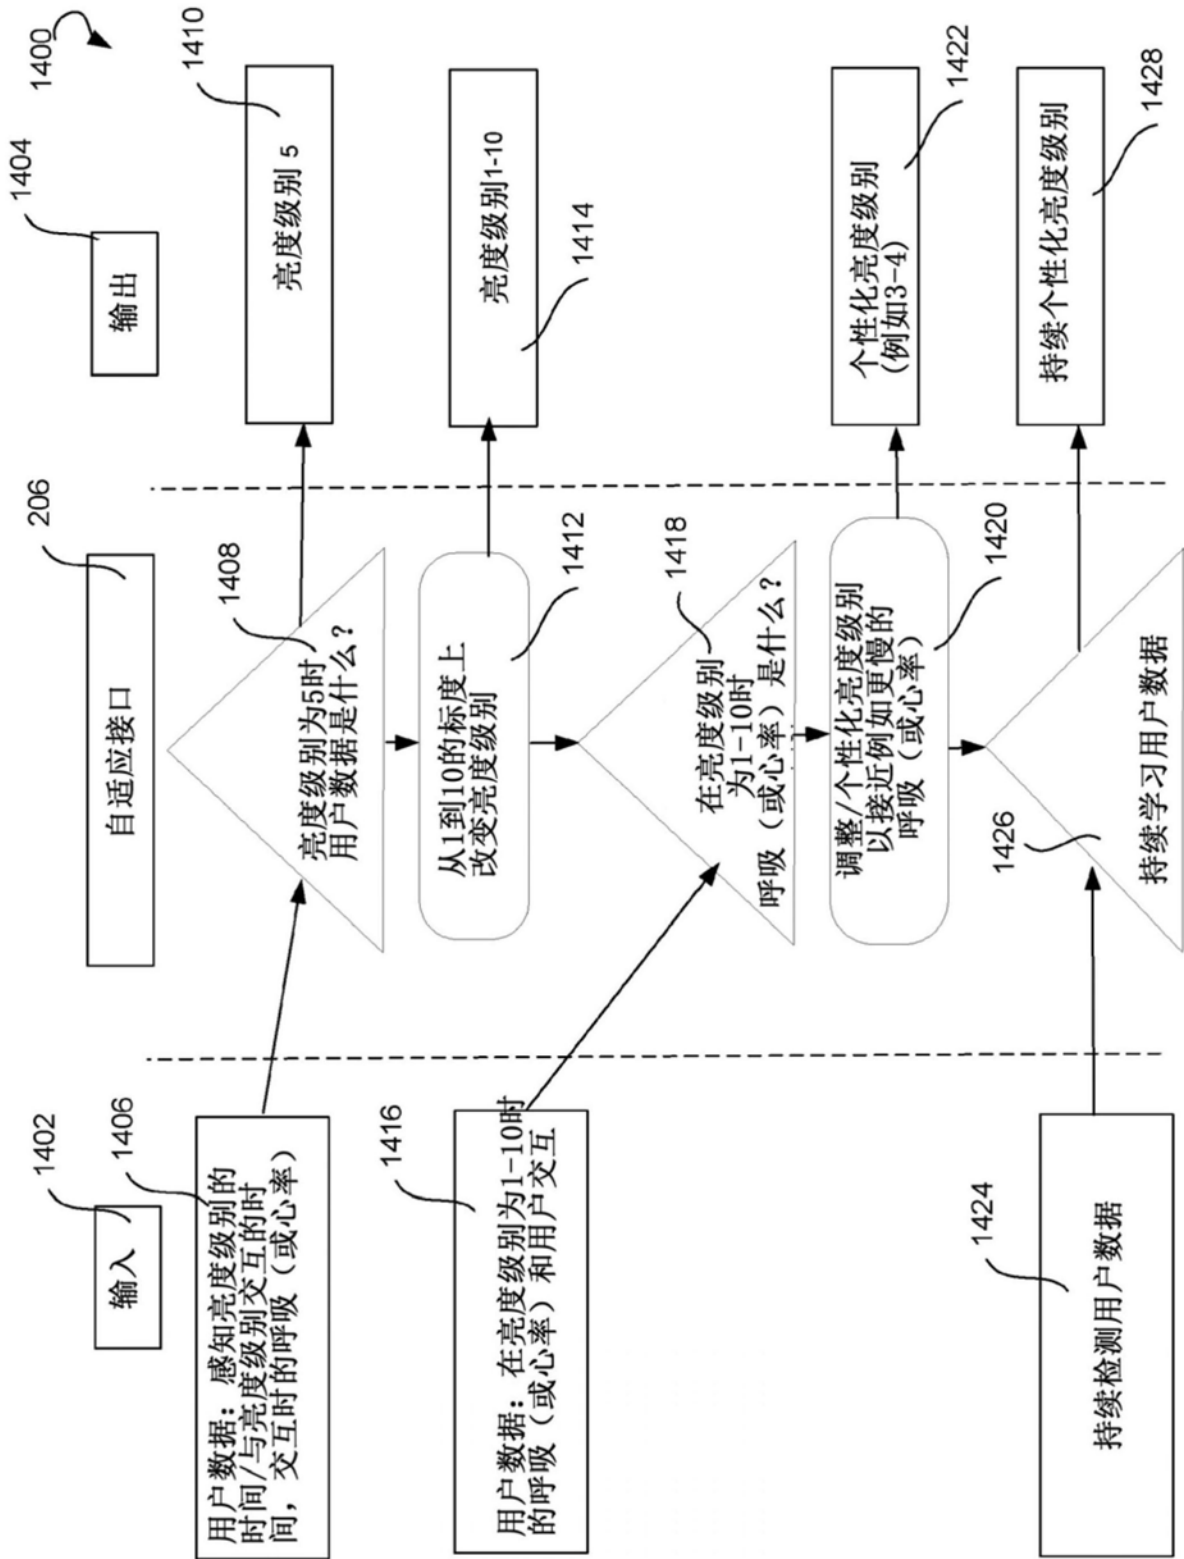 1400
输入
1402
自适应接口
206
输出
1404
用户数据：感知亮度级别的
时间/与亮度级别交互的时
间，交互时的呼吸（或心率）
1406
亮度级别为5时
用户数据是什么？
1408
亮度级别 5
1410
从1到10的标度上
改变亮度级别
1412
亮度级别1-10
1414
用户数据：在亮度级别为1-10时
的呼吸（或心率）和用户交互
1416
在亮度级别
为1-10时
呼吸（或心率）是什么？
1418
调整/个性化亮度级别
以接近例如更慢的
呼吸（或心率）
1420
个性化亮度级别
(例如3-4)
1422
持续检测用户数据
1424
持续学习用户数据
1426
持续个性化亮度级别
1428